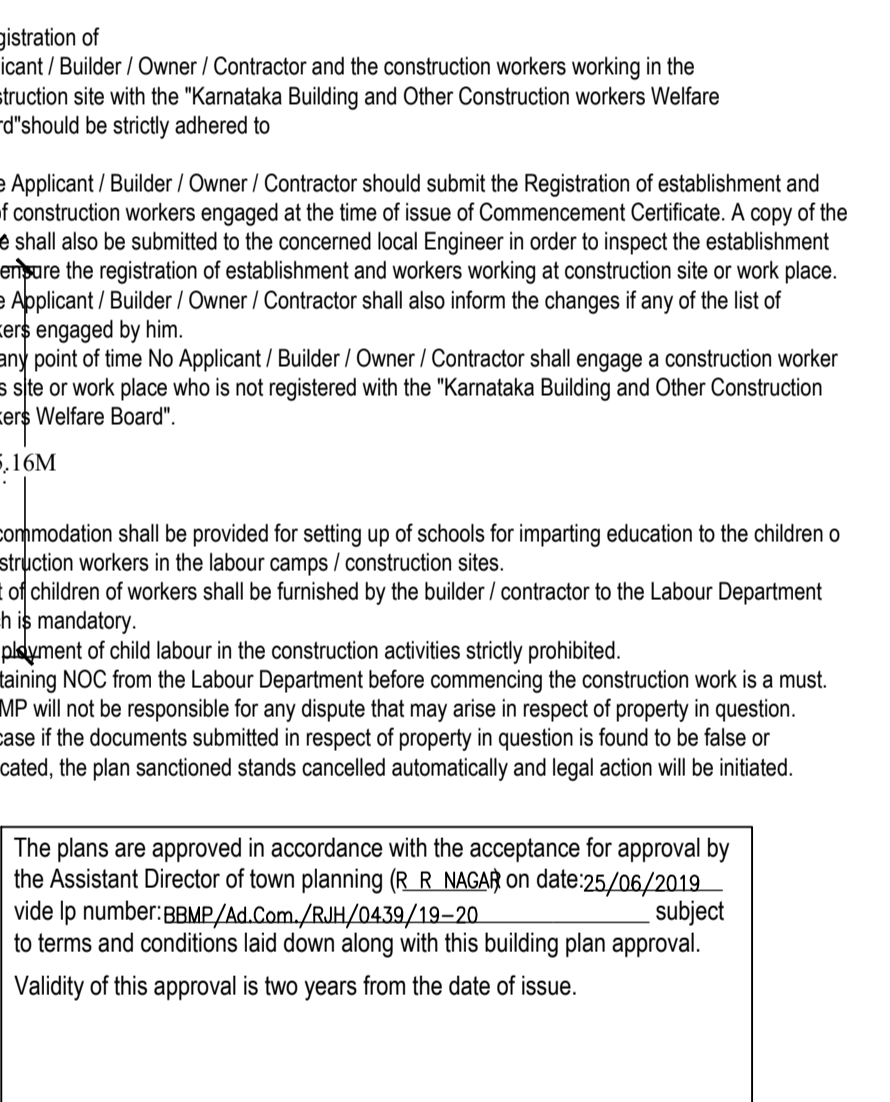 gistration of
icant / Builder / Owner / Contractor and the construction workers working in the
struction site with the "Karnataka Building and Other Construction workers Welfare
rd"should be strictly adhered to
e Applicant / Builder / Owner / Contractor should submit the Registration of establishment and
of construction workers engaged at the time of issue of Commencement Certificate. A copy of the
e shall also be submitted to the concerned local Engineer in order to inspect the establishment
ensure the registration of establishment and workers working at construction site or work place.
e Applicant / Builder / Owner / Contractor shall also inform the changes if any of the list of
kers engaged by him.
any point of time No Applicant / Builder / Owner / Contractor shall engage a construction worker
s site or work place who is not registered with the "Karnataka Building and Other Construction
kers Welfare Board".
.16M
:
commodation shall be provided for setting up of schools for imparting education to the children o
struction workers in the labour camps / construction sites.
t of children of workers shall be furnished by the builder / contractor to the Labour Department
h is mandatory.
ployment of child labour in the construction activities strictly prohibited.
taining NOC from the Labour Department before commencing the construction work is a must.
MP will not be responsible for any dispute that may arise in respect of property in question.
case if the documents submitted in respect of property in question is found to be false or
cated, the plan sanctioned stands cancelled automatically and legal action will be initiated.
The plans are approved in accordance with the acceptance for approval by
the Assistant Director of town planning (R R NAGAR) on date:25/06/2019
vide lp number:BBMP/Ad.Com./RJH/0439/19-20 subject
to terms and conditions laid down along with this building plan approval.
Validity of this approval is two years from the date of issue.